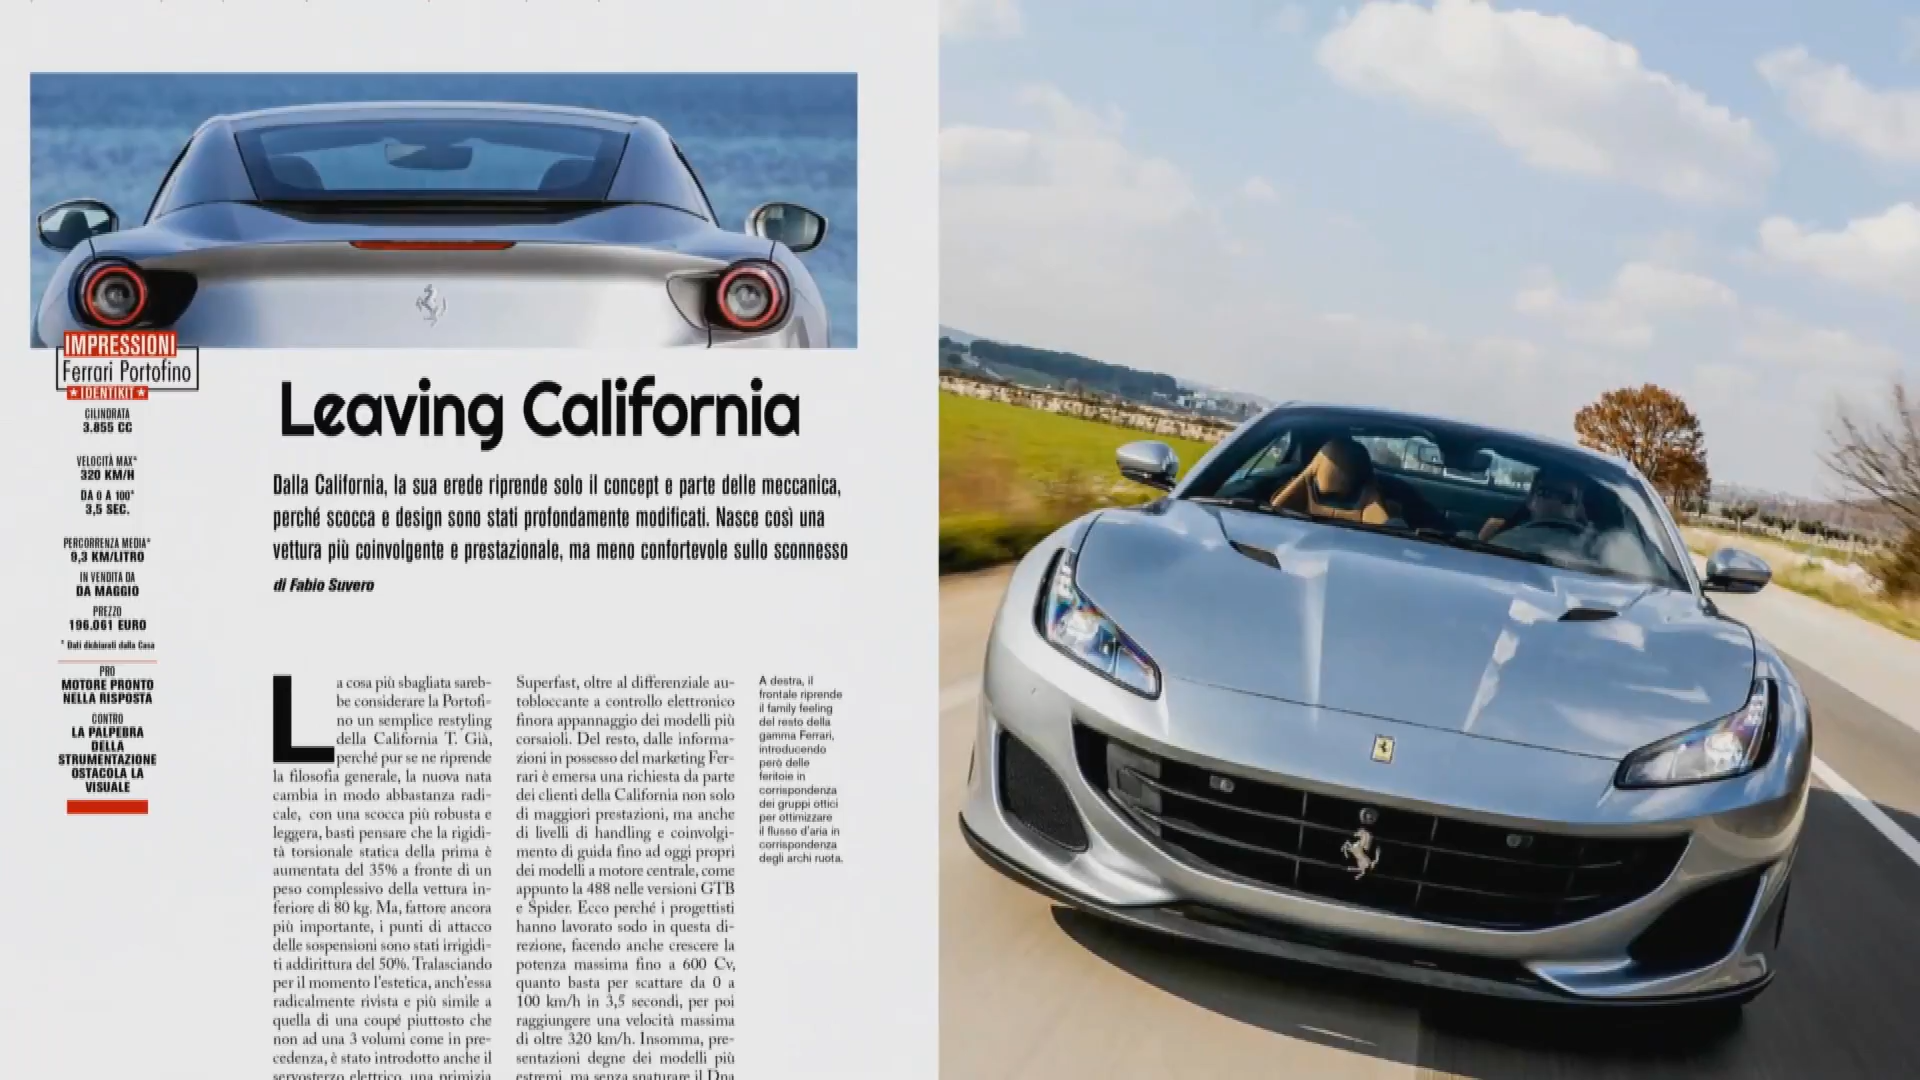 IMPRESSIONI
Ferrari Portofino
★ IDENTIKIT ★
CILINDRATA
3.855 CC
VELOCITÀ MAX*
320 KM/H
DA 0 A 100*
3,5 SEC.
PERCORRENZA MEDIA*
9,3 KM/LITRO
IN VENDITA DA
DA MAGGIO
PREZZO
196.061 EURO
* Dati dichiarati dalla Casa
PRO
MOTORE PRONTO
NELLA RISPOSTA
CONTRO
LA PALPEBRA
DELLA
STRUMENTAZIONE
OSTACOLA LA
VISUALE
Leaving California
Dalla California, la sua erede riprende solo il concept e parte delle meccanica,
perché scocca e design sono stati profondamente modificati. Nasce così una
vettura più coinvolgente e prestazionale, ma meno confortevole sullo sconnesso
di Fabio Suvero
La cosa più sbagliata sareb-
be considerare la Portofi-
no un semplice restyling
della California T. Già,
perché pur se ne riprende
la filosofia generale, la nuova nata
cambia in modo abbastanza radi-
cale, con una scocca più robusta e
leggera, basti pensare che la rigidi-
tà torsionale statica della prima è
aumentata del 35% a fronte di un
peso complessivo della vettura in-
feriore di 80 kg. Ma, fattore ancora
più importante, i punti di attacco
delle sospensioni sono stati irrigidi-
ti addirittura del 50%. Tralasciando
per il momento l'estetica, anch'essa
radicalmente rivista e più simile a
quella di una coupé piuttosto che
non ad una 3 volumi come in pre-
cedenza, è stato introdotto anche il
servosterzo elettrico, una primizia
Superfast, oltre al differenziale au-
tobloccante a controllo elettronico
finora appannaggio dei modelli più
corsaioli. Del resto, dalle informa-
zioni in possesso del marketing Fer-
rari è emersa una richiesta da parte
dei clienti della California non solo
di maggiori prestazioni, ma anche
di livelli di handling e coinvolgi-
mento di guida fino ad oggi propri
dei modelli a motore centrale, come
appunto la 488 nelle versioni GTB
e Spider. Ecco perché i progettisti
hanno lavorato sodo in questa di-
rezione, facendo anche crescere la
potenza massima fino a 600 Cv,
quanto basta per scattare da 0 a
100 km/h in 3,5 secondi, per poi
raggiungere una velocità massima
di oltre 320 km/h. Insomma, pre-
sentazioni degne dei modelli più
estremi, ma senza snaturare il Dna
A destra, il
frontale riprende
il family feeling
del resto della
gamma Ferrari,
introducendo
però delle
feritoie in
corrispondenza
dei gruppi ottici
per ottimizzare
il flusso d'aria in
corrispondenza
degli archi ruota.